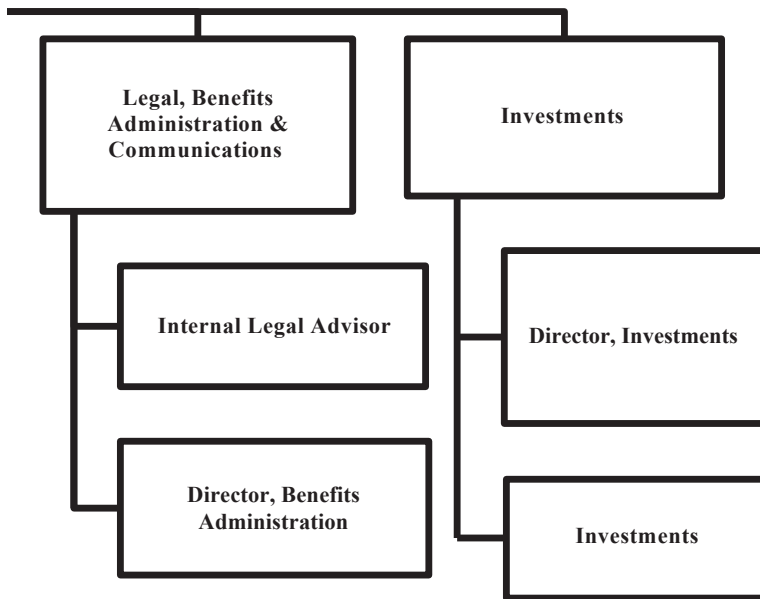 Legal, Benefits
Administration &
Communications
Investments
Internal Legal Advisor
Director, Investments
Director, Benefits
Administration
Investments